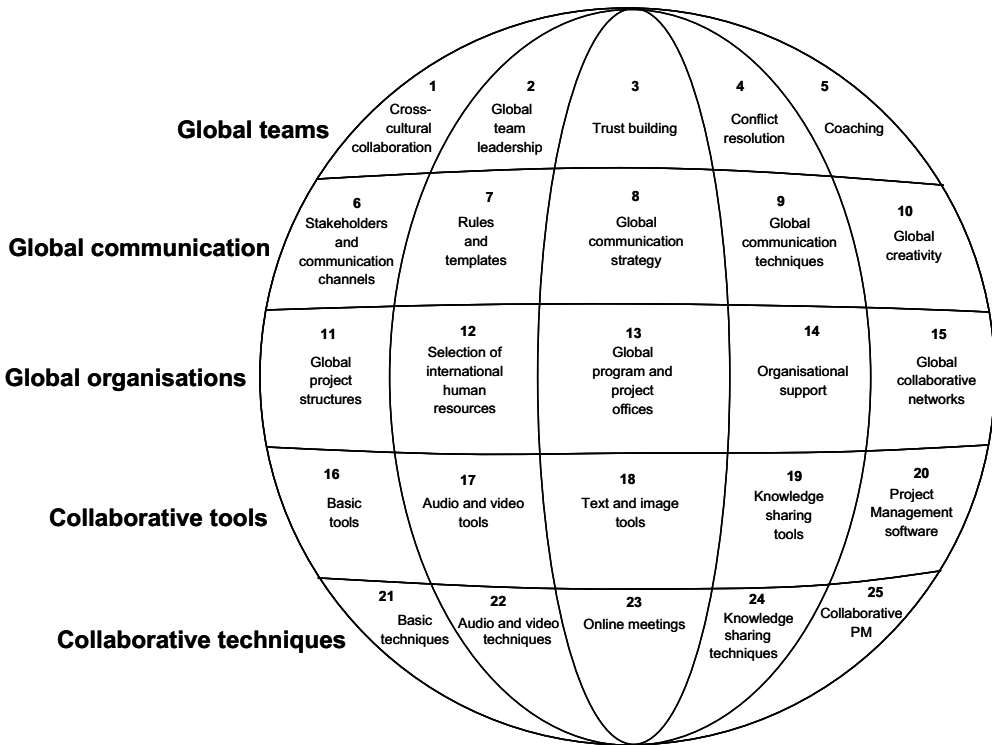 Global teams
1
Cross-
cultural
collaboration
2
Global
team
leadership
3
Trust building
4
Conflict
resolution
5
Coaching
Global communication
6
Stakeholders
and
communication
channels
7
Rules
and
templates
8
Global
communication
strategy
9
Global
communication
techniques
10
Global
creativity
Global organisations
11
Global
project
structures
12
Selection of
international
human
resources
13
Global
program and
project
offices
14
Organisational
support
15
Global
collaborative
networks
Collaborative tools
16
Basic
tools
17
Audio and video
tools
18
Text and image
tools
19
Knowledge
sharing
tools
20
Project
Management
software
Collaborative techniques
21
Basic
techniques
22
Audio and video
techniques
23
Online meetings
24
Knowledge
sharing
techniques
25
Collaborative
PM